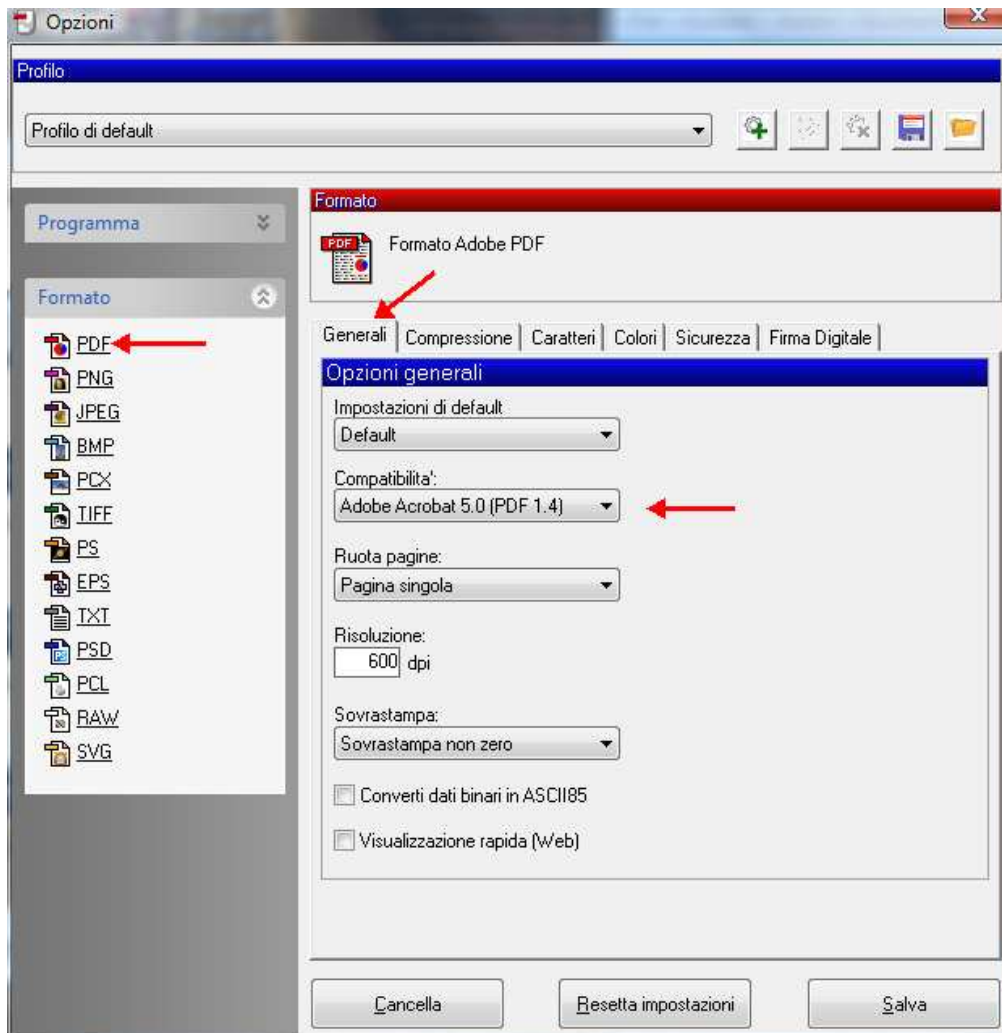 Opzioni
Profilo
Profilo di default
Programma
Formato
PDF
PNG
JPEG
BMP
PCX
TIFF
PS
EPS
TXT
PSD
PCL
RAW
SVG
Formato
PDF
Formato Adobe PDF
Generali Compressione Caratteri Colori Sicurezza Firma Digitale
Opzioni generali
Impostazioni di default
Default
Compatibilita':
Adobe Acrobat 5.0 (PDF 1.4)
Ruota pagine:
Pagina singola
Risoluzione:
600 dpi
Sovrastampa:
Sovrastampa non zero
Converti dati binari in ASCII85
Visualizzazione rapida (Web)
Cancella Resetta impostazioni Salva